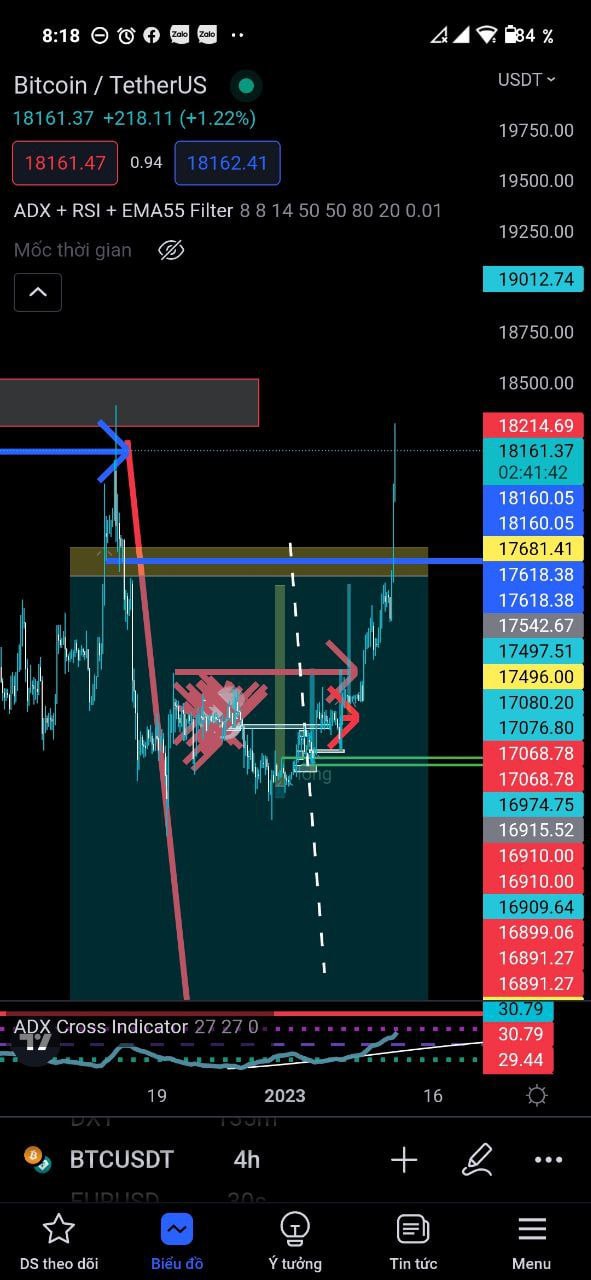 8:18 Zalo Zalo 84 %
Bitcoin / TetherUS USDT
18161.37 +218.11 (+1.22%)
18161.47 0.94 18162.41
ADX + RSI + EMA55 Filter 8 8 14 50 50 80 20 0.01
Mốc thời gian
19750.00
19500.00
19250.00
19012.74
18750.00
18500.00
18214.69
18161.37
02:41:42
18160.05
18160.05
17681.41
17618.38
17618.38
17542.67
17497.51
17496.00
17080.20
17076.80
17068.78
17068.78
16974.75
16915.52
16910.00
16910.00
16909.64
16899.06
16891.27
16891.27
long
30.79
ADX Cross Indicator 27 27 0
30.79
29.44
19 2023 16
DXY 135m
BTCUSDT 4h
EURUSD 30s
DS theo dõi Biểu đồ Ý tưởng Tin tức Menu